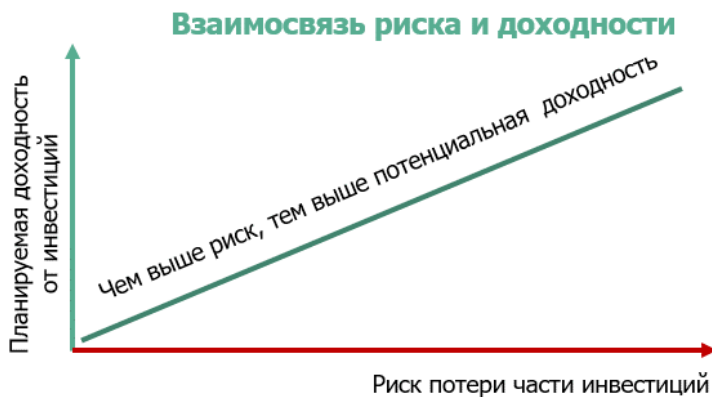 Взаимосвязь риска и доходности
Планируемая доходность
от инвестиций
Чем выше риск, тем выше потенциальная доходность
Риск потери части инвестиций